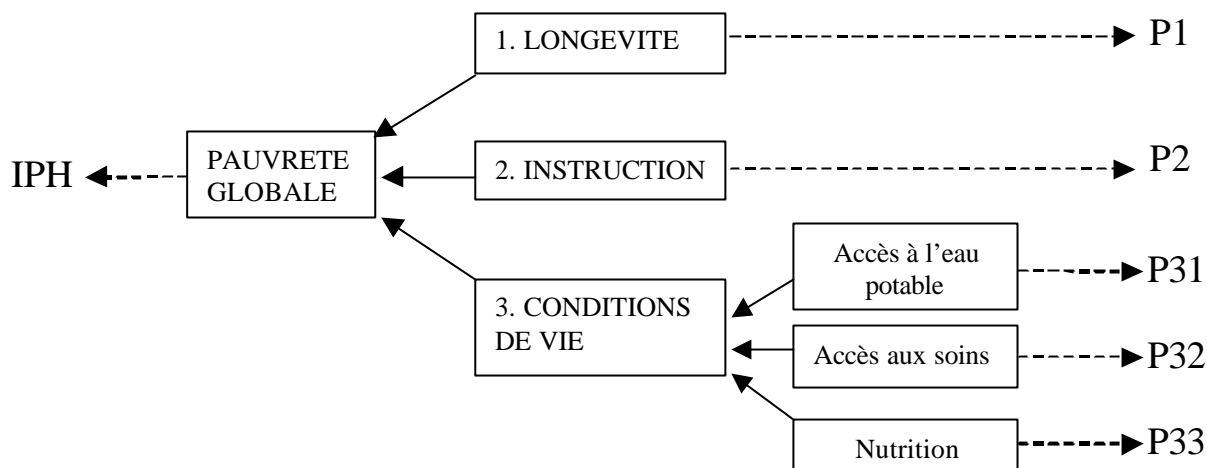 1. LONGEVITE
P1
IPH
PAUVRETE
GLOBALE
2. INSTRUCTION
P2
3. CONDITIONS
DE VIE
Accès à l’eau
potable
P31
Accès aux soins
P32
Nutrition
P33